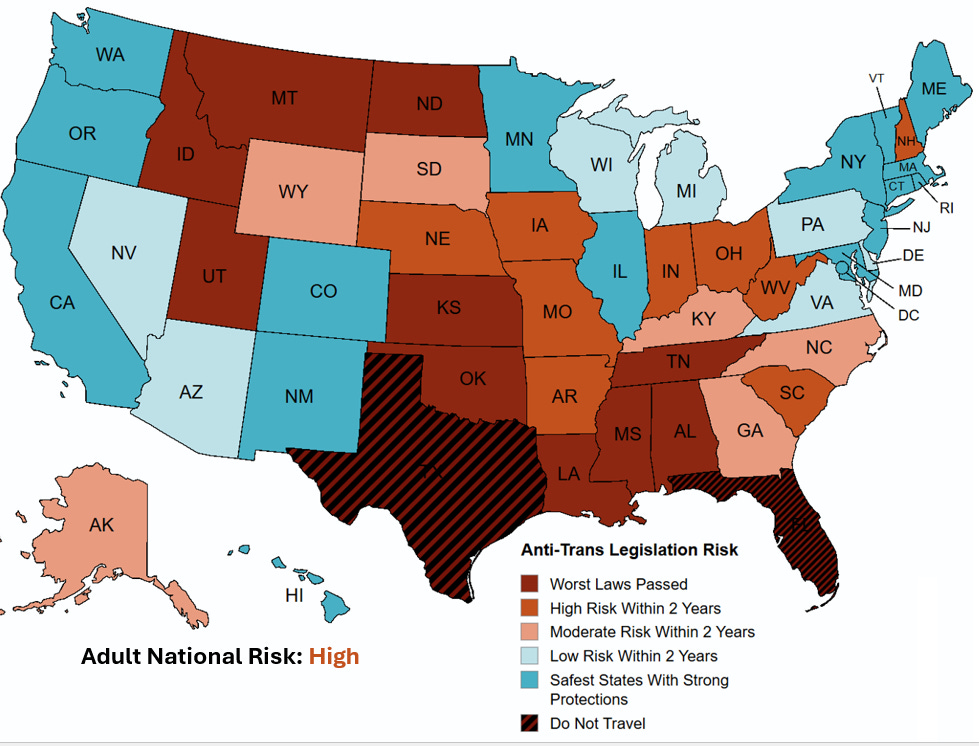 WA
OR
CA
NV
ID
MT
WY
UT
AZ
CO
NM
ND
SD
NE
KS
OK
TX
MN
IA
MO
AR
LA
WI
IL
MI
IN
OH
KY
TN
MS
AL
GA
FL
SC
NC
VA
WV
PA
NY
VT
NH
ME
MA
CT
RI
NJ
DE
MD
DC
AK
HI
Adult National Risk: High
Anti-Trans Legislation Risk
Worst Laws Passed
High Risk Within 2 Years
Moderate Risk Within 2 Years
Low Risk Within 2 Years
Safest States With Strong
Protections
Do Not Travel